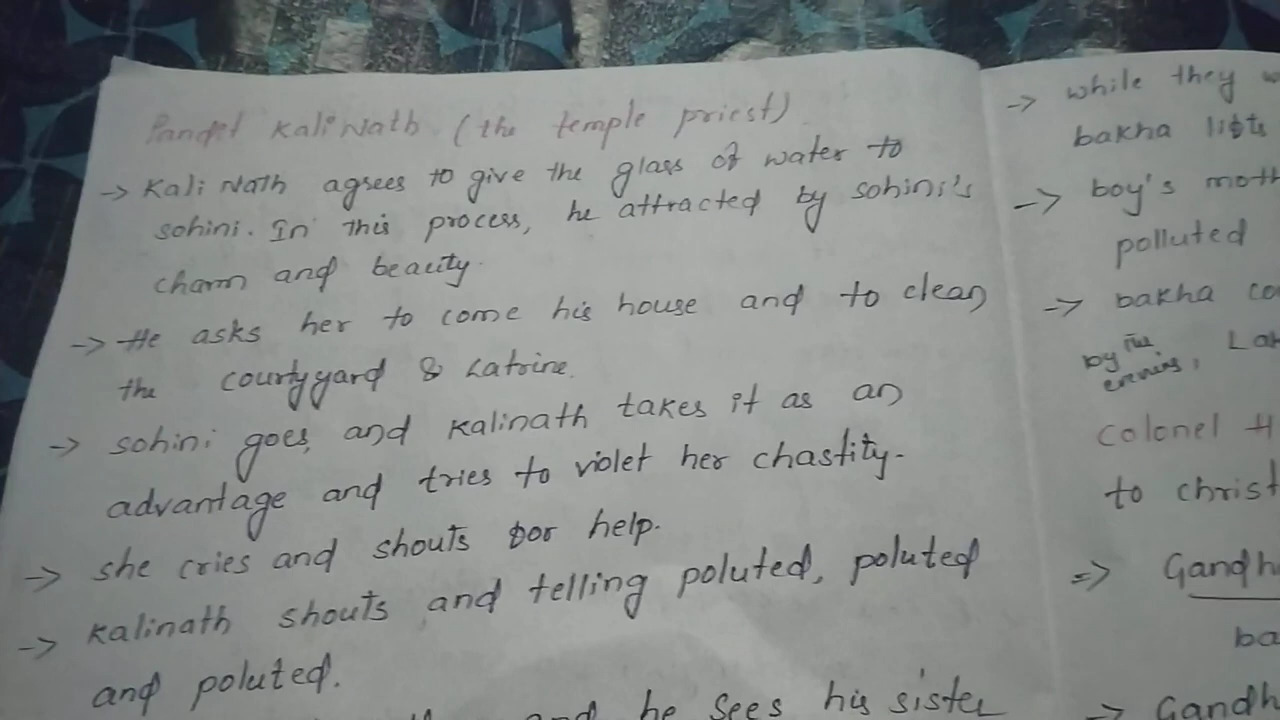 Pandit Kali Nath (the temple priest)
-> Kali Nath agrees to give the glass of water to
sohini. In this process, he attracted by sohini's
charm and beauty.
-> He asks her to come his house and to clean
the courtyyard & Latrine.
-> sohini goes, and Kalinath takes it as an
advantage and tries to violet her chastity.
-> she cries and shouts for help.
-> Kalinath shouts and telling poluted, poluted
and poluted.
and he sees his sister
-> while they
bakha lifts
-> boy's moth
polluted
-> bakha co
by the evening, Lak
Colonel H
to christ
=> Gandh
ba
-> Gandh